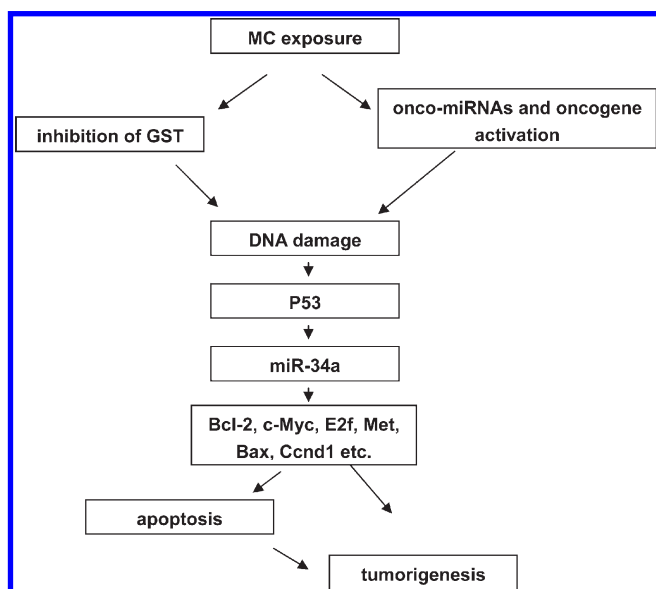 MC exposure
inhibition of GST
onco-miRNAs and oncogene
activation
DNA damage
P53
miR-34a
Bcl-2, c-Myc, E2f, Met,
Bax, Ccnd1 etc.
apoptosis
tumorigenesis